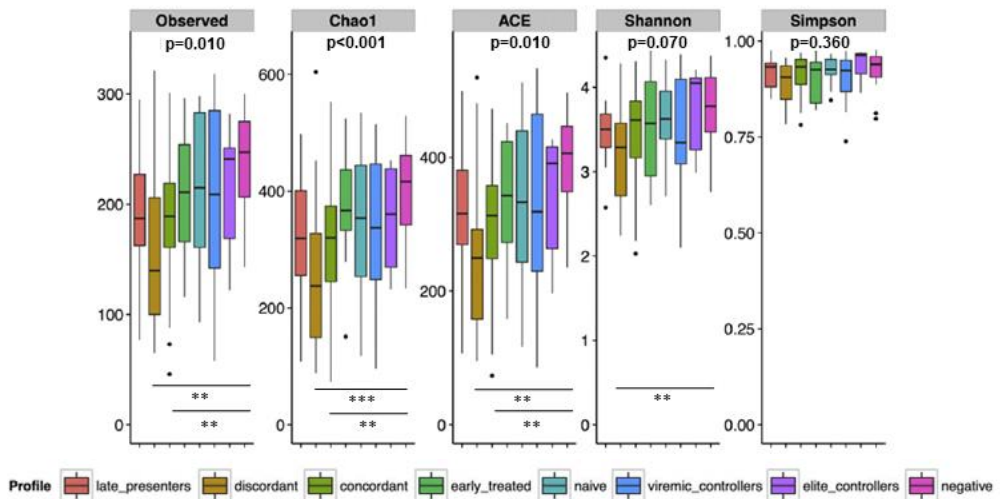 Observed
Chao1
ACE
Shannon
Simpson
p=0.010
p<0.001
p=0.010
p=0.070
p=0.360
300
200
100
0
**
**
600
400
200
0
***
**
400
200
0
**
**
4
3
2
1
0
**
1.00
0.75
0.50
0.25
0.00
Profile late_presenters discordant concordant early_treated naive viremic_controllers elite_controllers negative